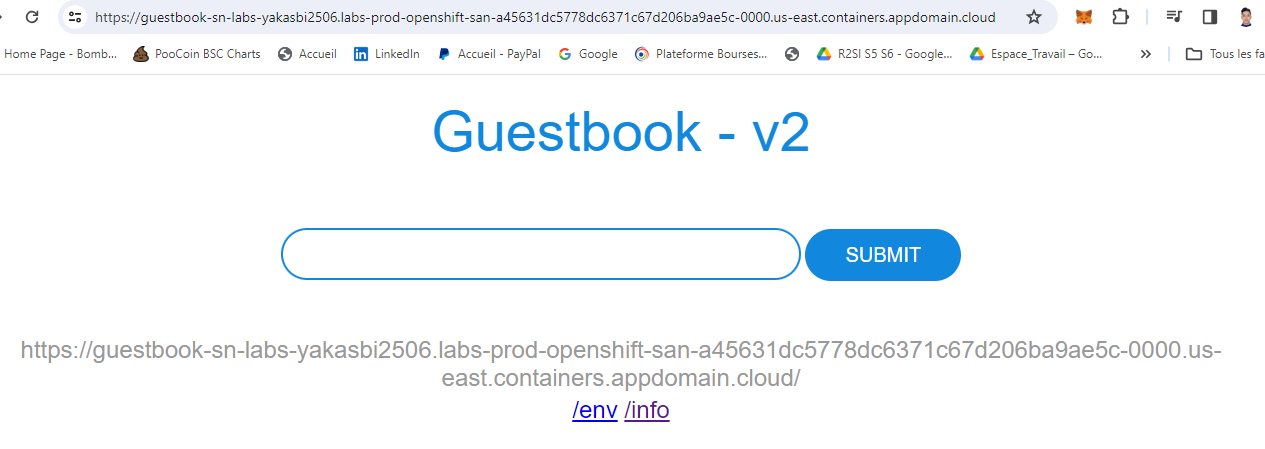 https://guestbook-sn-labs-yakasbi2506.labs-prod-openshift-san-a45631dc5778dc6371c67d206ba9ae5c-0000.us-east.containers.appdomain.cloud
Home Page - Bomb... PooCoin BSC Charts Accueil LinkedIn Accueil - PayPal Google Plateforme Bourses... R2SI S5 S6 - Google... Espace_Travail – Go... » Tous les fa
Guestbook - v2
SUBMIT
https://guestbook-sn-labs-yakasbi2506.labs-prod-openshift-san-a45631dc5778dc6371c67d206ba9ae5c-0000.us-
east.containers.appdomain.cloud/
/env /info